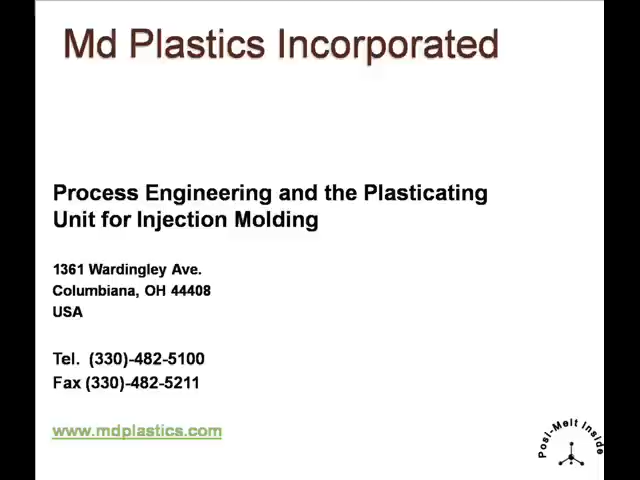 Md Plastics Incorporated
Process Engineering and the Plasticating
Unit for Injection Molding
1361 Wardingley Ave.
Columbiana, OH 44408
USA
Tel. (330)-482-5100
Fax (330)-482-5211
www.mdplastics.com
Posi-Melt Inside